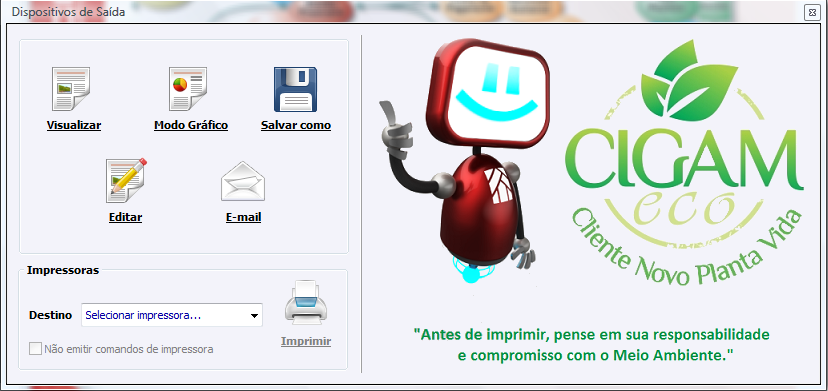 Dispositivos de Saída
Visualizar
Modo Gráfico
Salvar como
Editar
E-mail
Impressoras
Destino
Selecionar impressora...
Imprimir
Não emitir comandos de impressora
CIGAM
eco
Cliente Novo Planta Vida
"Antes de imprimir, pense em sua responsabilidade
e compromisso com o Meio Ambiente."